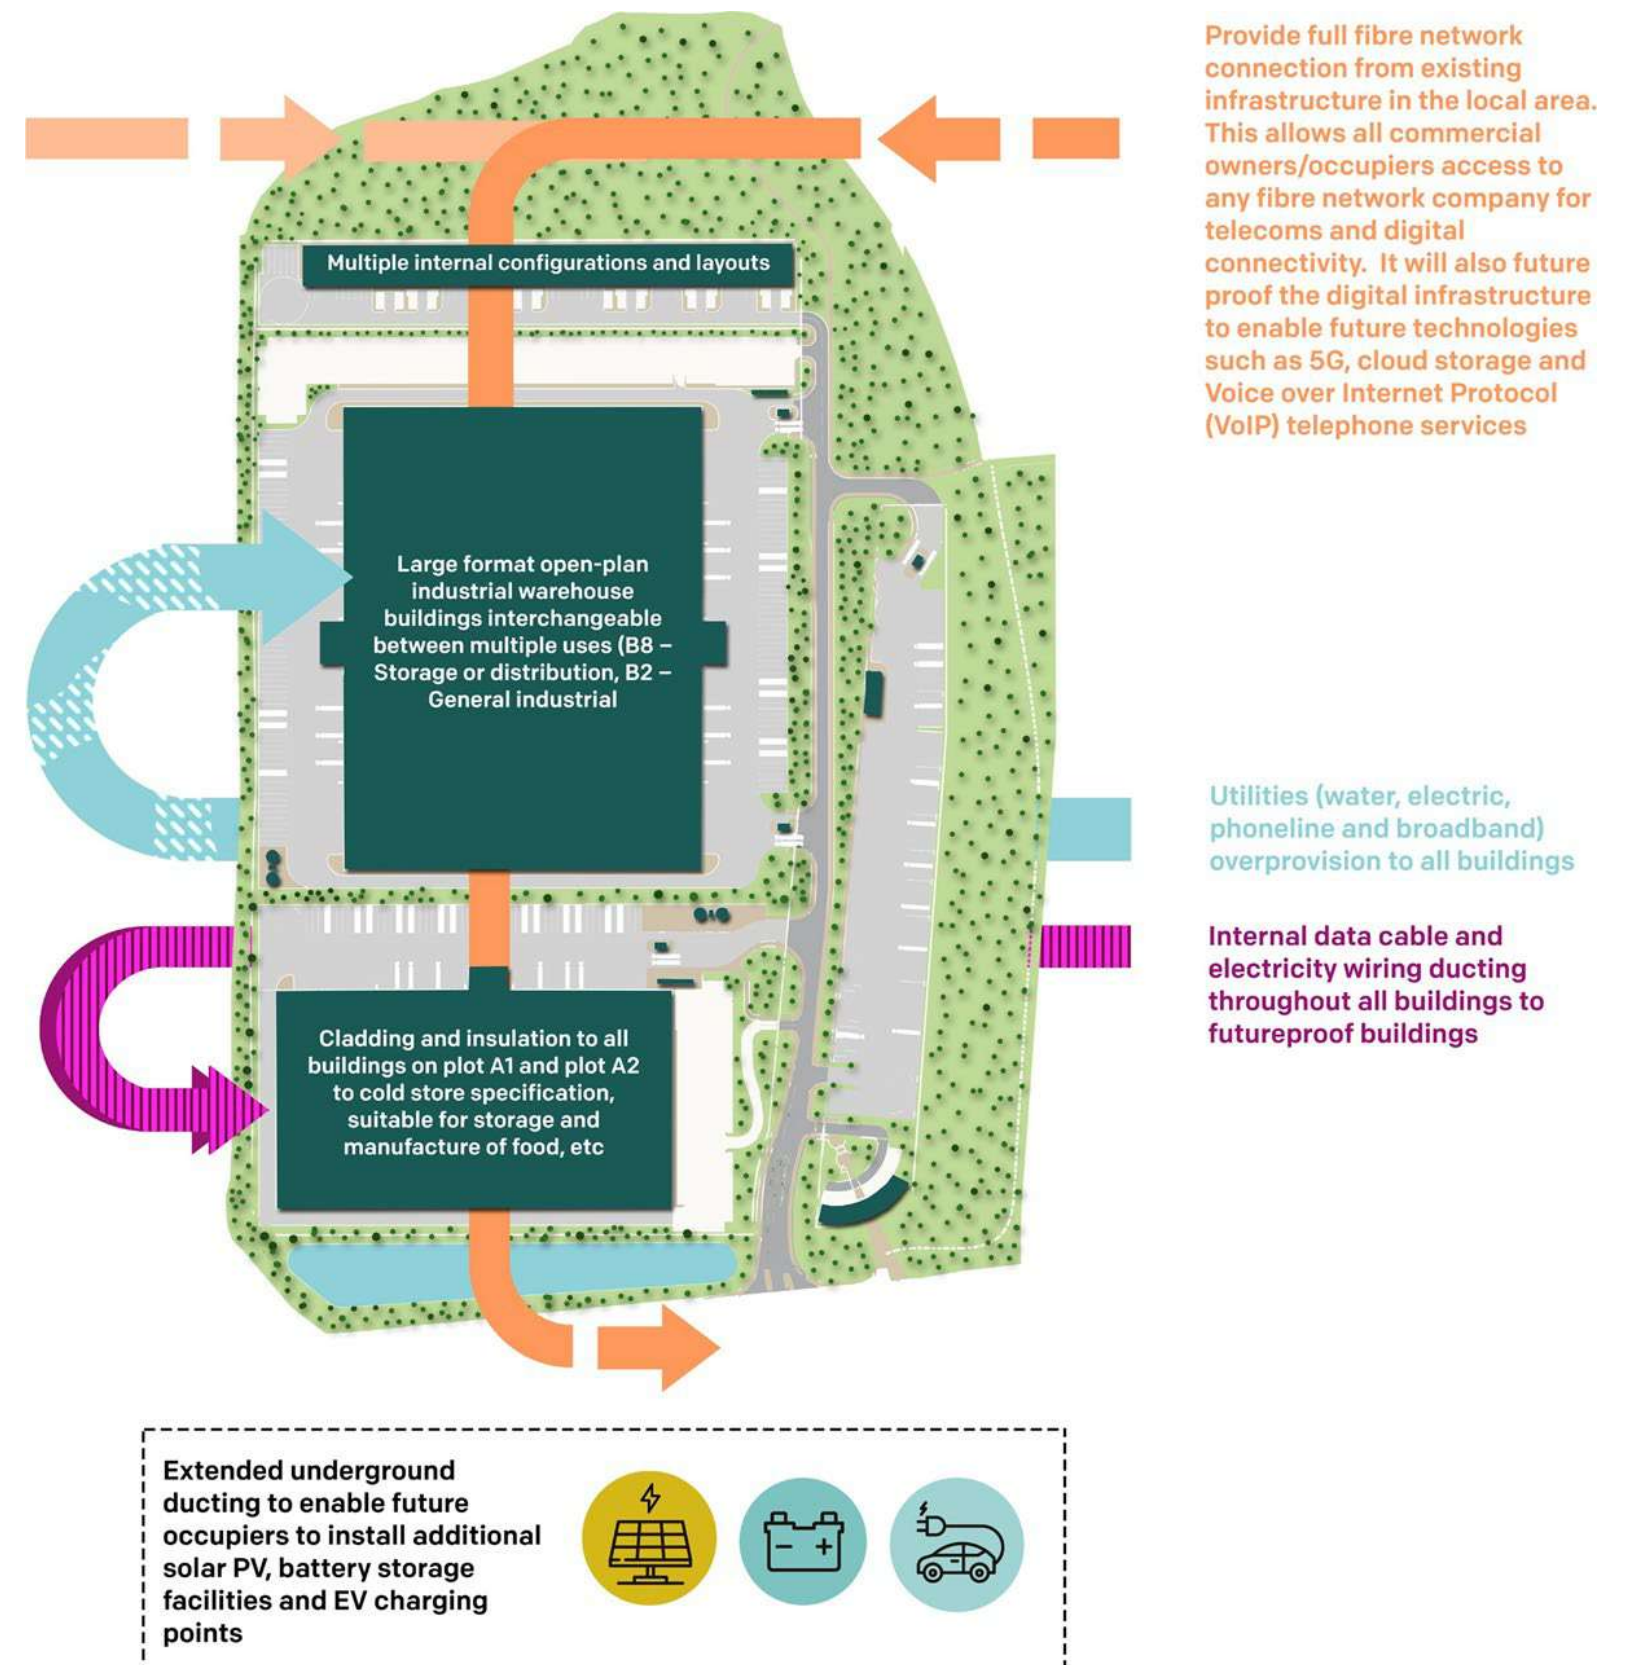 Provide full fibre network
connection from existing
infrastructure in the local area.
This allows all commercial
owners/occupiers access to
any fibre network company for
telecoms and digital
connectivity. It will also future
proof the digital infrastructure
to enable future technologies
such as 5G, cloud storage and
Voice over Internet Protocol
(VoIP) telephone services
Multiple internal configurations and layouts
Large format open-plan
industrial warehouse
buildings interchangeable
between multiple uses (B8 –
Storage or distribution, B2 –
General industrial
Utilities (water, electric,
phoneline and broadband)
overprovision to all buildings
Internal data cable and
electricity wiring ducting
throughout all buildings to
futureproof buildings
Cladding and insulation to all
buildings on plot A1 and plot A2
to cold store specification,
suitable for storage and
manufacture of food, etc
Extended underground
ducting to enable future
occupiers to install additional
solar PV, battery storage
facilities and EV charging
points